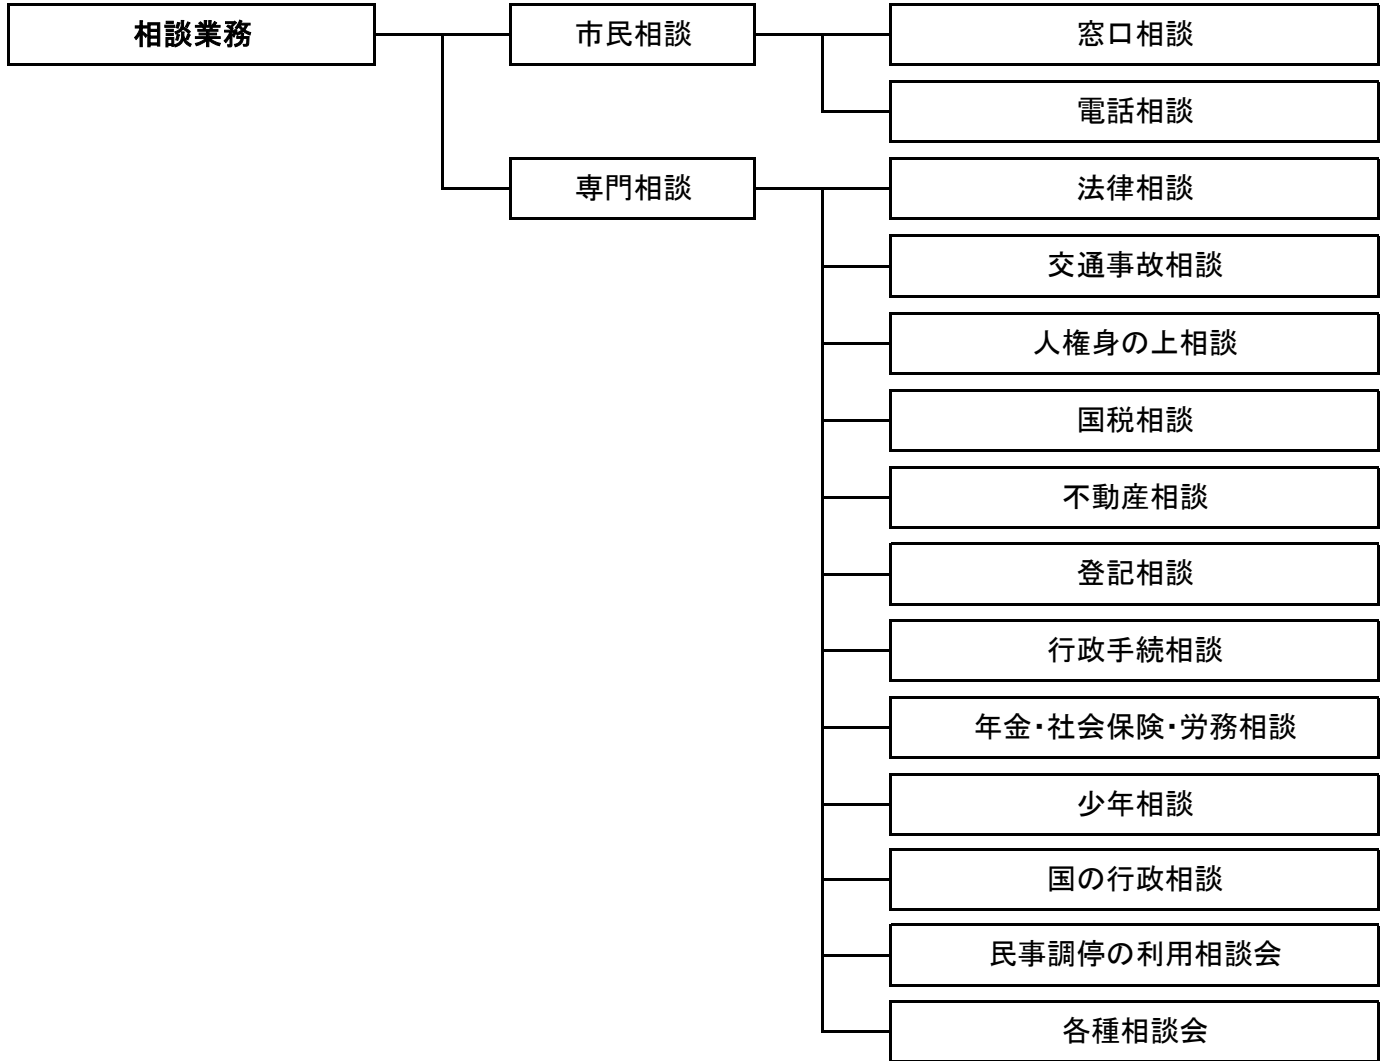 相談業務
市民相談
窓口相談
電話相談
専門相談
法律相談
交通事故相談
人権身の上相談
国税相談
不動産相談
登記相談
行政手続相談
年金・社会保険・労務相談
少年相談
国の行政相談
民事調停の利用相談会
各種相談会